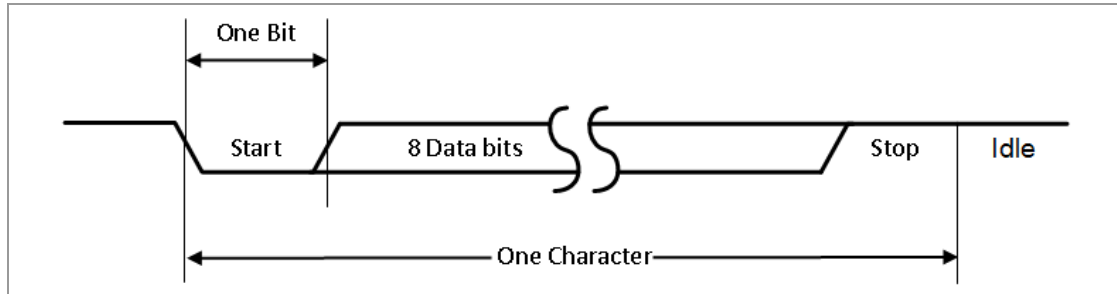 One Bit
Start
8 Data bits
Stop
Idle
One Character